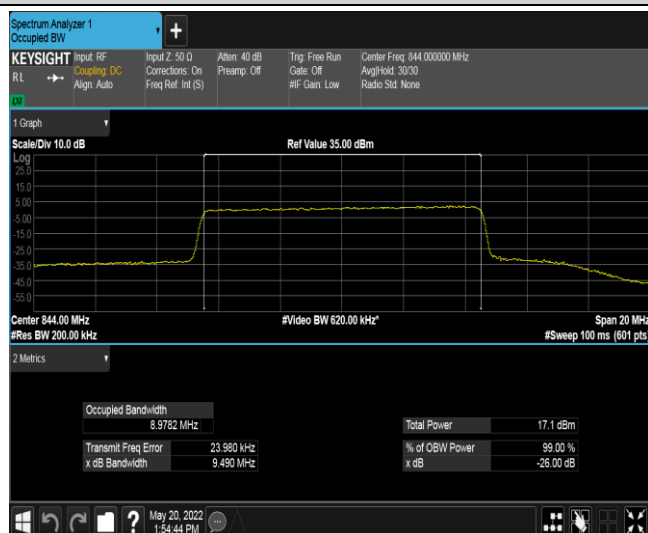 Spectrum Analyzer 1
Occupied BW
+
KEYSIGHT
RL
LXI
Input: RF
Coupling: DC
Align: Auto
Input Z: 50 Ω
Corrections: On
Freq Ref: Int (S)
Atten: 40 dB
Preamp: Off
Trig: Free Run
Gate: Off
#IF Gain: Low
Center Freq: 844.000000 MHz
Avg|Hold: 30/30
Radio Std: None
1 Graph
Scale/Div 10.0 dB
Ref Value 35.00 dBm
Log
25.0
15.0
5.00
-5.00
-15.0
-25.0
-35.0
-45.0
-55.0
Center 844.00 MHz
#Video BW 620.00 kHz*
Span 20 MHz
#Res BW 200.00 kHz
#Sweep 100 ms (601 pts)
2 Metrics
Occupied Bandwidth
8.9782 MHz
Total Power 17.1 dBm
Transmit Freq Error 23.980 kHz
% of OBW Power 99.00 %
x dB Bandwidth 9.490 MHz
x dB -26.00 dB
?
May 20, 2022
1:54:44 PM